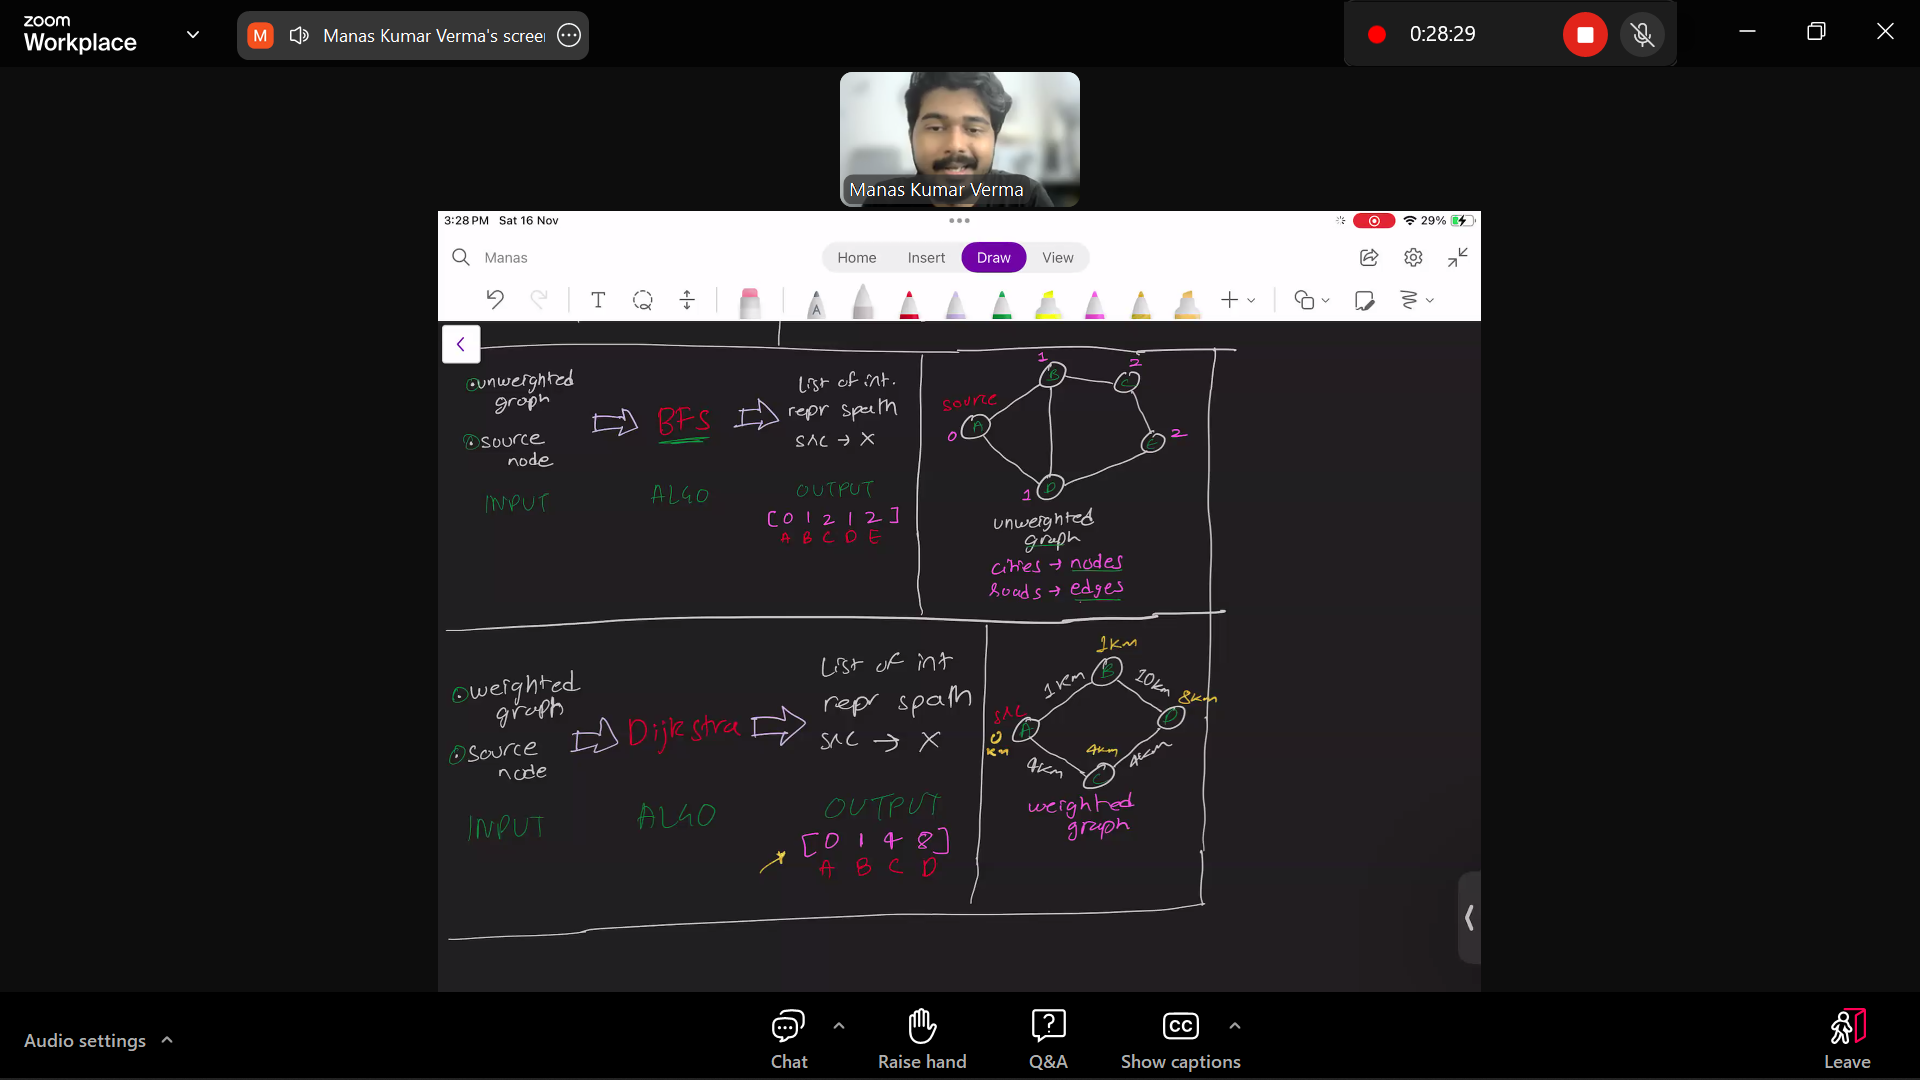 zoom
Workplace
M
Manas Kumar Verma's scree
0:28:29
Manas Kumar Verma
3:28 PM Sat 16 Nov
29%
Manas
Home
Insert
Draw
View
T
A
unweighted
graph
source
node
INPUT
BFS
ALGO
List of int.
repr spath
src → X
OUTPUT
[0 1 2 1 2]
A B C D E
source
0
A
1
B
2
C
1
D
2
E
unweighted
graph
cities → nodes
roads → edges
weighted
graph
source
node
INPUT
Dijkstra
ALGO
List of int
repr spath
src → X
OUTPUT
[0 1 4 8]
A B C D
1km
B
1km
10km
8km
D
src
A
0
km
4km
4km
C
4km
weighted
graph
Audio settings
Chat
Raise hand
Q&A
CC
Show captions
Leave